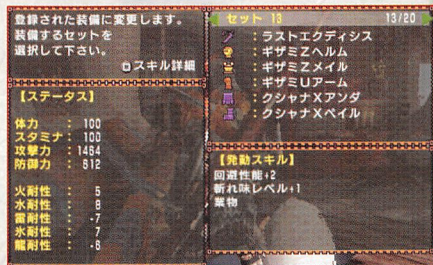 登録された装備に変更します。
装備するセットを
選択して下さい。
□スキル詳細
セット 13 13/20
：ラストエクディシス
：ギザミZヘルム
：ギザミZメイル
：ギザミUアーム
：クシャナXアンダ
：クシャナXペイル
【ステータス】
体力 ： 100
スタミナ ： 100
攻撃力 ： 1464
防御力 ： 612
火耐性 ： 5
水耐性 ： 8
雷耐性 ： -7
氷耐性 ： 7
龍耐性 ： -6
【発動スキル】
回避性能+2
斬れ味レベル+1
業物